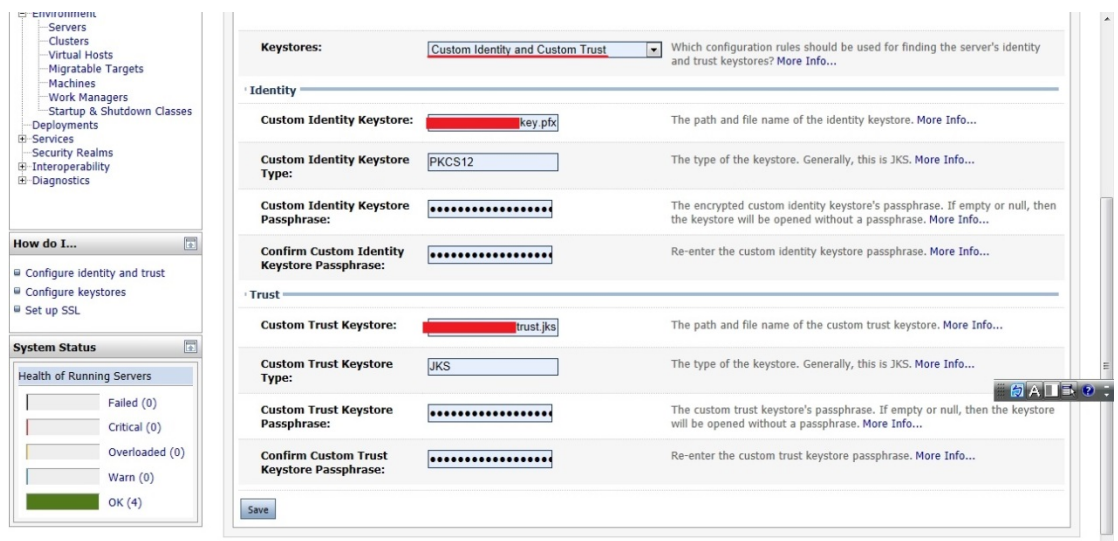 Environment
Servers
Clusters
Virtual Hosts
Migratable Targets
Machines
Work Managers
Startup & Shutdown Classes
Deployments
Services
Security Realms
Interoperability
Diagnostics
How do I...
Configure identity and trust
Configure keystores
Set up SSL
System Status
Health of Running Servers
Failed (0)
Critical (0)
Overloaded (0)
Warn (0)
OK (4)
Keystores:
Custom Identity and Custom Trust
Which configuration rules should be used for finding the server's identity
and trust keystores? More Info...
Identity
Custom Identity Keystore:
key.pfx
The path and file name of the identity keystore. More Info...
Custom Identity Keystore
Type:
PKCS12
The type of the keystore. Generally, this is JKS. More Info...
Custom Identity Keystore
Passphrase:
The encrypted custom identity keystore's passphrase. If empty or null, then
the keystore will be opened without a passphrase. More Info...
Confirm Custom Identity
Keystore Passphrase:
Re-enter the custom identity keystore passphrase. More Info...
Trust
Custom Trust Keystore:
trust.jks
The path and file name of the custom trust keystore. More Info...
Custom Trust Keystore
Type:
JKS
The type of the keystore. Generally, this is JKS. More Info...
Custom Trust Keystore
Passphrase:
The custom trust keystore's passphrase. If empty or null, then the keystore
will be opened without a passphrase. More Info...
Confirm Custom Trust
Keystore Passphrase:
Re-enter the custom trust keystore passphrase. More Info...
Save
A